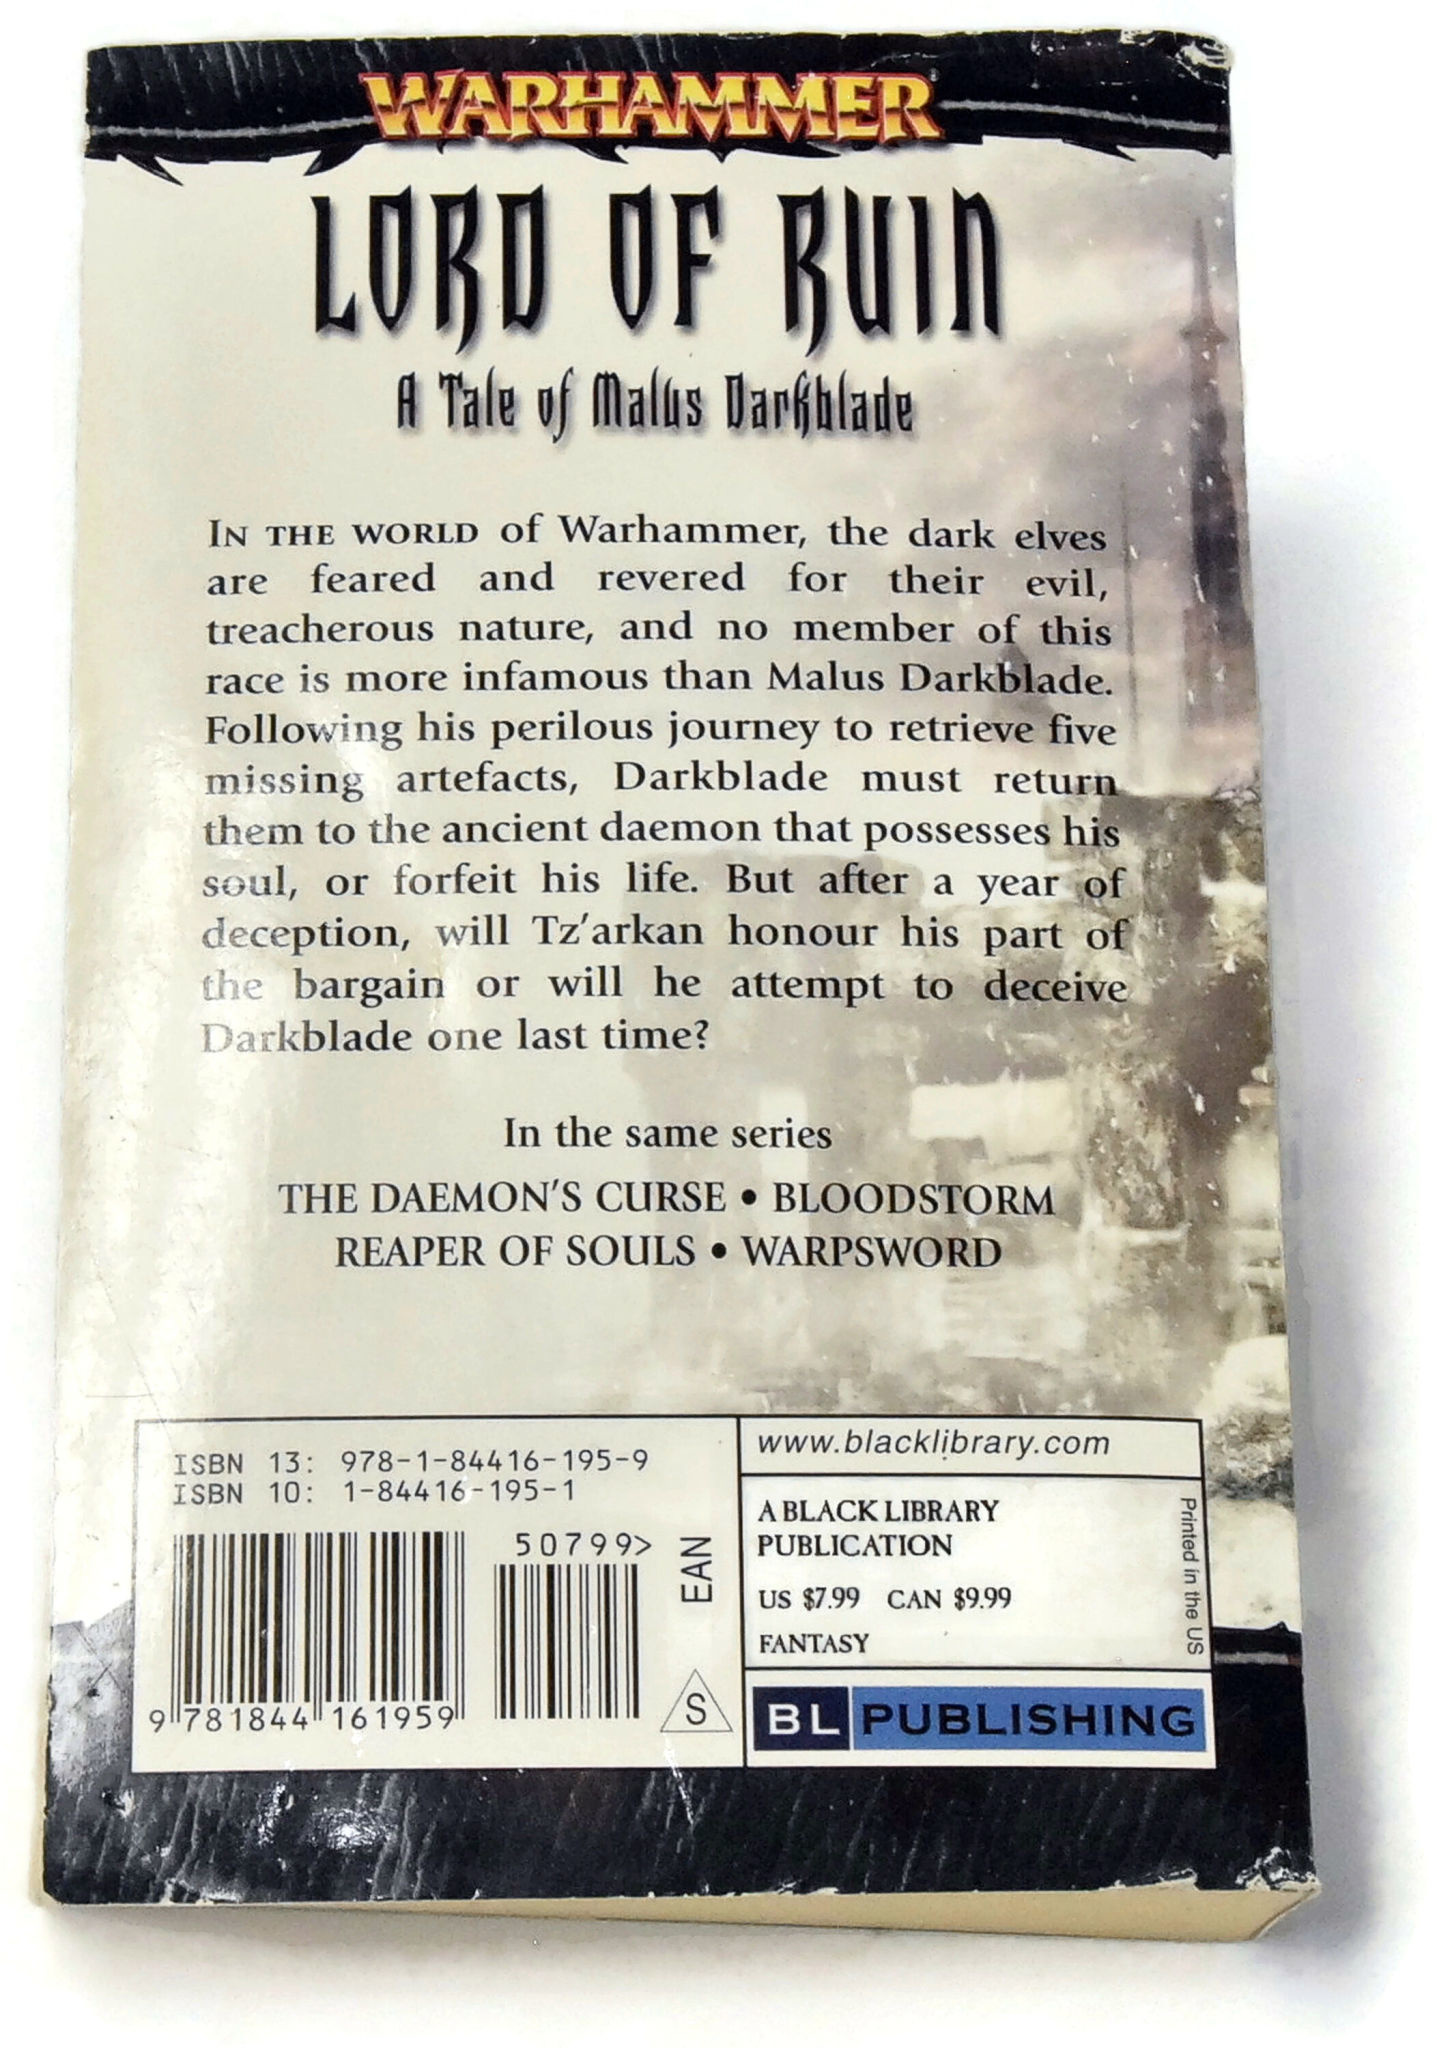 WARHAMMER®
LORD OF RUIN
A Tale of Malus Darkblade
IN THE WORLD of Warhammer, the dark elves
are feared and revered for their evil,
treacherous nature, and no member of this
race is more infamous than Malus Darkblade.
Following his perilous journey to retrieve five
missing artefacts, Darkblade must return
them to the ancient daemon that possesses his
soul, or forfeit his life. But after a year of
deception, will Tz'arkan honour his part of
the bargain or will he attempt to deceive
Darkblade one last time?
In the same series
THE DAEMON'S CURSE • BLOODSTORM
REAPER OF SOULS • WARPSWORD
ISBN 13: 978-1-84416-195-9
ISBN 10: 1-84416-195-1
50799>
EAN
9 781844 161959
S
www.blacklibrary.com
A BLACK LIBRARY
PUBLICATION
US $7.99 CAN $9.99
FANTASY
Printed in the US
BL PUBLISHING